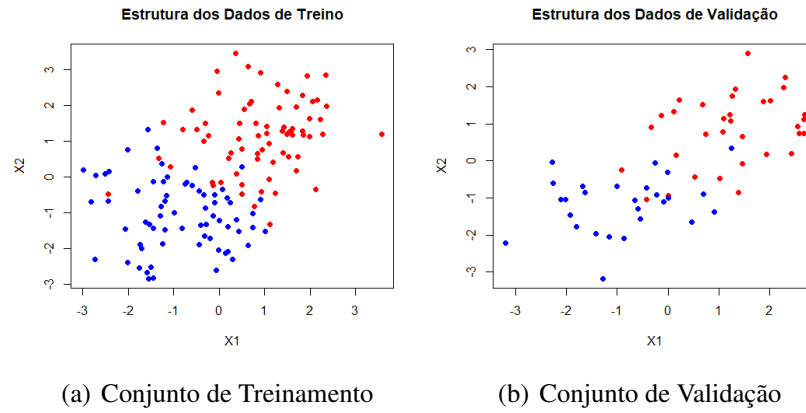 Estrutura dos Dados de Treino
X2
3
2
1
0
-1
-2
-3
-3 -2 -1 0 1 2 3
X1
(a) Conjunto de Treinamento
Estrutura dos Dados de Validação
X2
3
2
1
0
-1
-2
-3
-3 -2 -1 0 1 2
X1
(b) Conjunto de Validação